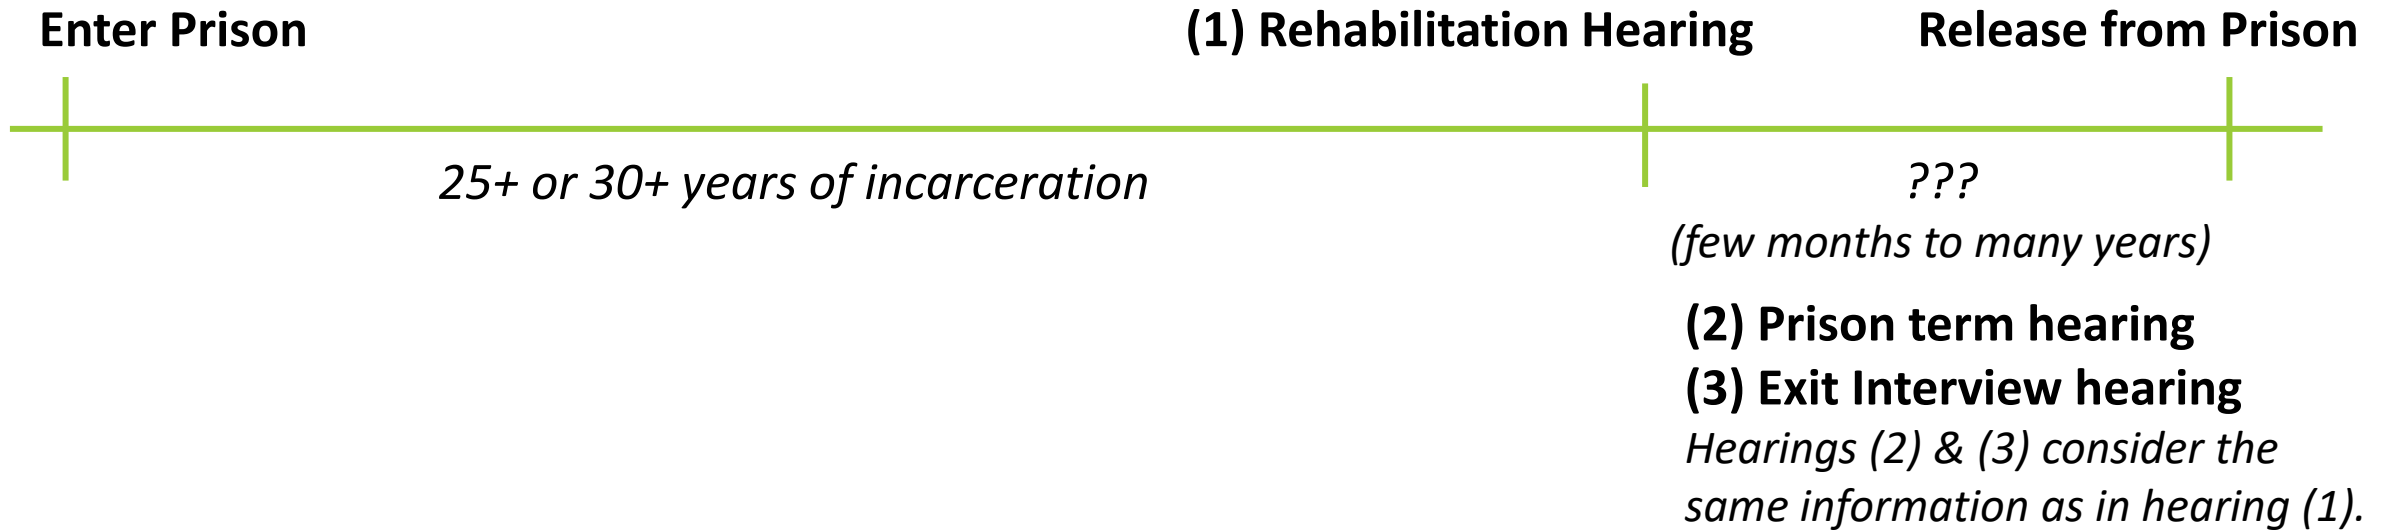 Enter Prison
(1) Rehabilitation Hearing
Release from Prison
25+ or 30+ years of incarceration
???
(few months to many years)
(2) Prison term hearing
(3) Exit Interview hearing
Hearings (2) & (3) consider the
same information as in hearing (1).